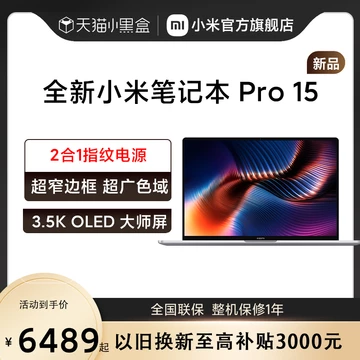 天猫小黑盒 小米官方旗舰店
新品
全新小米笔记本 Pro 15
2合1指纹电源
超窄边框 超广色域
3.5K OLED 大师屏
全国联保 整机保修1年
活动到手价
¥6489起
以旧换新至高补贴3000元